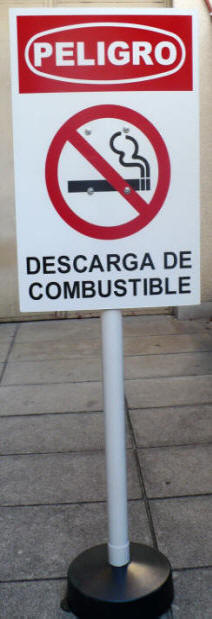 PELIGRO
DESCARGA DE
COMBUSTIBLE